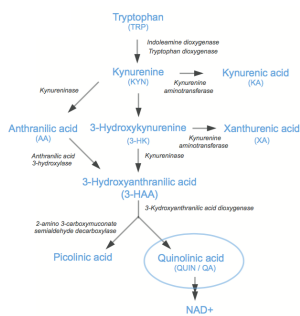 Tryptophan
(TRP)
Indoleamine dioxygenase
Tryptophan dioxygenase
Kynurenine
(KYN)
Kynurenine
aminotransferase
Kynurenic acid
(KA)
Kynureninase
Anthranilic acid
(AA)
3-Hydroxykynurenine
(3-HK)
Kynurenine
aminotransferase
Xanthurenic acid
(XA)
Anthranilic acid
3-hydroxylase
Kynureninase
3-Hydroxyanthranilic acid
(3-HAA)
3-Kydroxyanthranilic acid dioxygenase
2-amino 3-carboxymuconate
semialdehyde decarboxylase
Picolinic acid
Quinolinic acid
(QUIN / QA)
NAD+